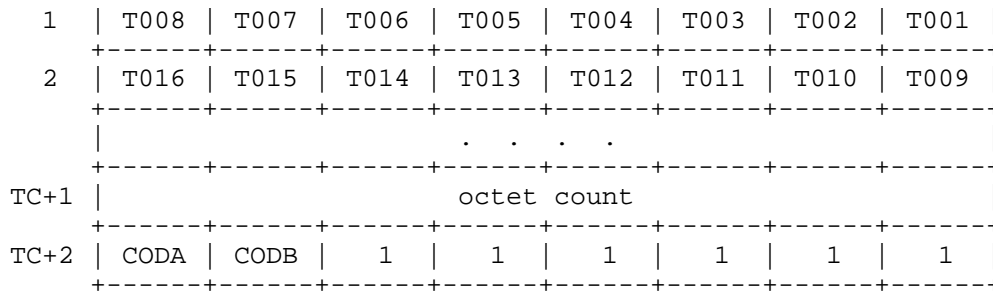 1 | T008 | T007 | T006 | T005 | T004 | T003 | T002 | T001 |
+------+------+------+------+------+------+------+------
2 | T016 | T015 | T014 | T013 | T012 | T011 | T010 | T009 |
+------+------+------+------+------+------+------+------
| . . . . |
+------+------+------+------+------+------+------+------
TC+1 | octet count |
+------+------+------+------+------+------+------+------
TC+2 | CODA | CODB | 1 | 1 | 1 | 1 | 1 | 1 |
+------+------+------+------+------+------+------+------